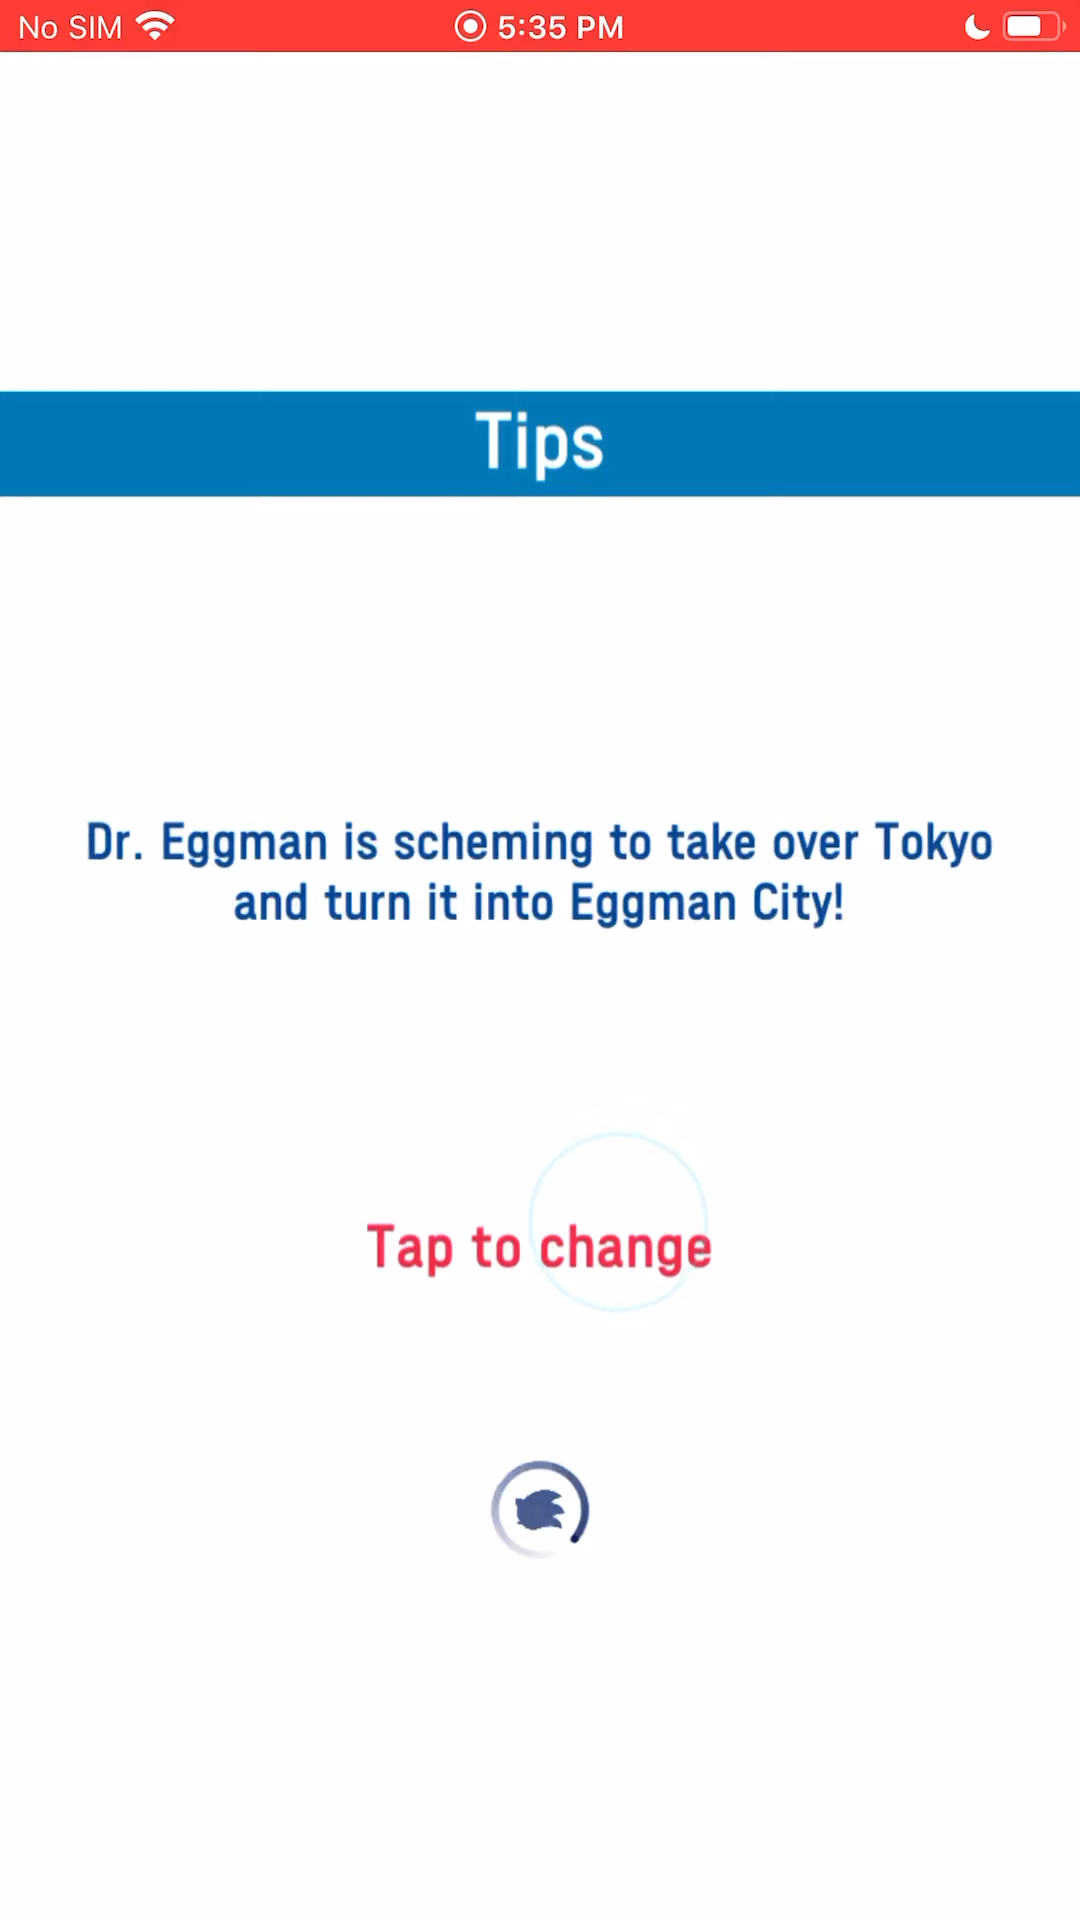 No SIM 5:35 PM
Tips
Dr. Eggman is scheming to take over Tokyo
and turn it into Eggman City!
Tap to change